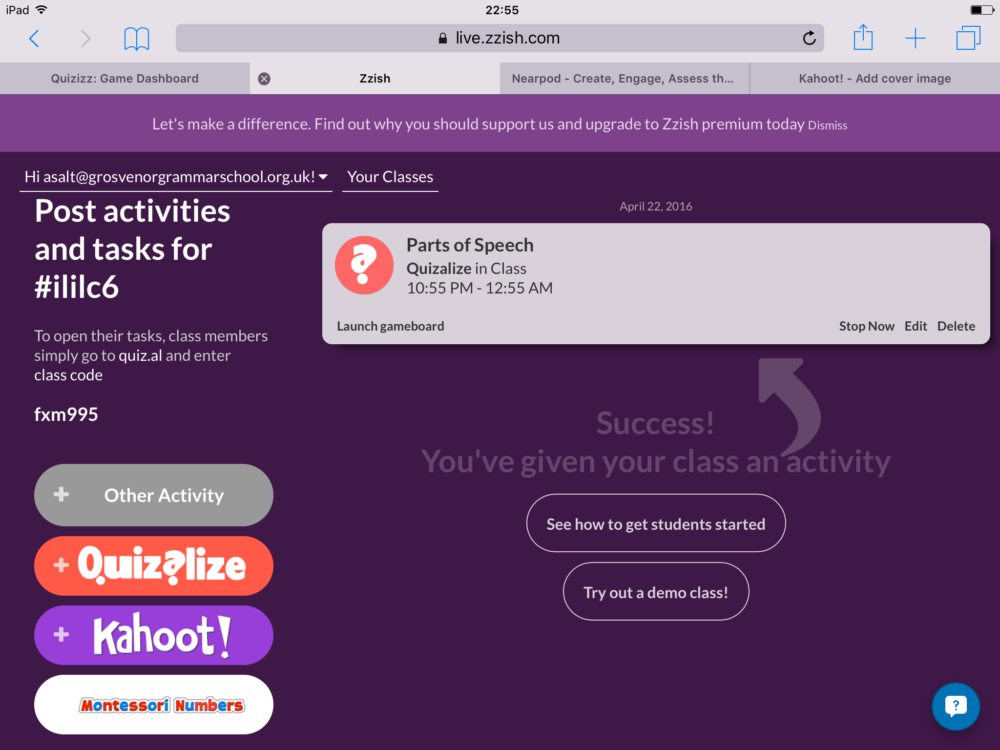 iPad 22:55
live.zzish.com
Quizizz: Game Dashboard Zzish Nearpod - Create, Engage, Assess th... Kahoot! - Add cover image
Let's make a difference. Find out why you should support us and upgrade to Zzish premium today Dismiss
Hi asalt@grosvenorgrammarschool.org.uk! Your Classes
Post activities
and tasks for
#ililc6
To open their tasks, class members
simply go to quiz.al and enter
class code
fxm995
+ Other Activity
+ Quizalize
+ Kahoot!
Montessori Numbers
April 22, 2016
Parts of Speech
Quizalize in Class
10:55 PM - 12:55 AM
Launch gameboard Stop Now Edit Delete
Success!
You've given your class an activity
See how to get students started
Try out a demo class!